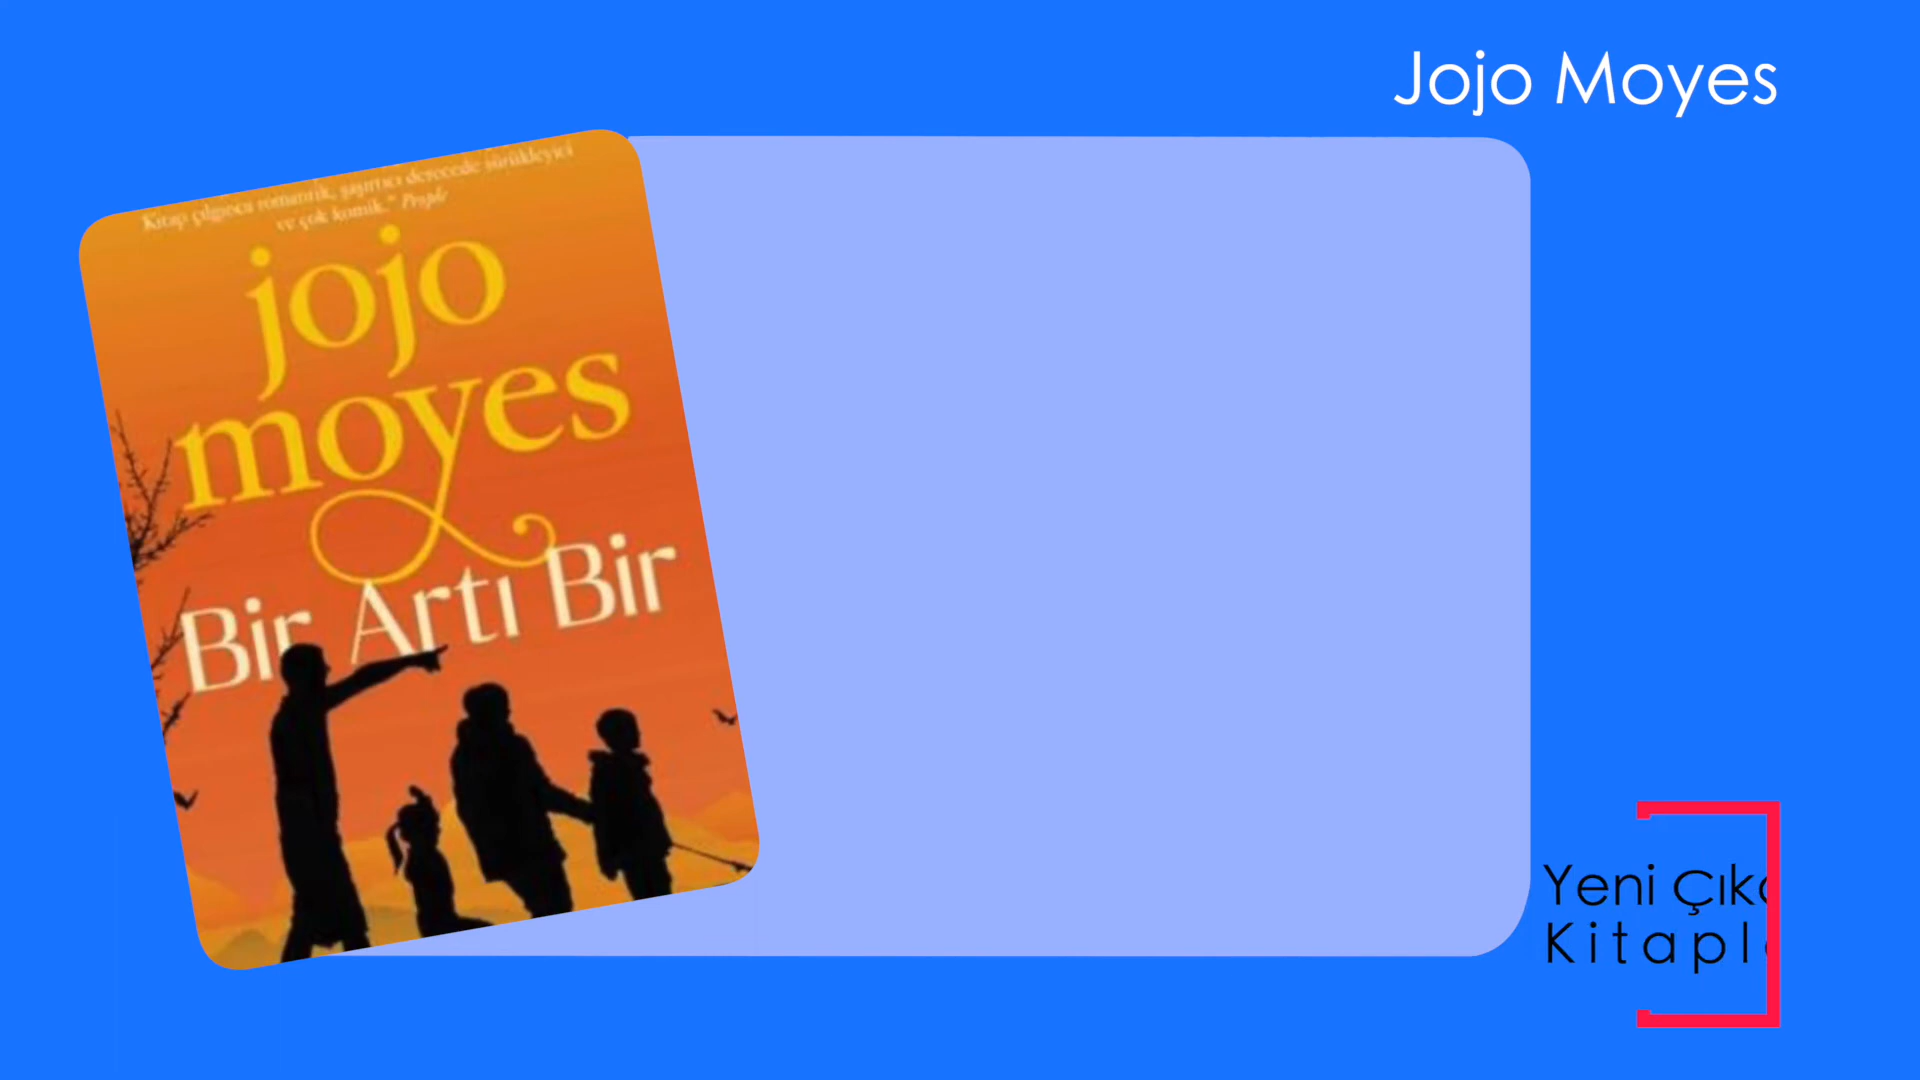 Jojo Moyes
Kitap çılgınca romantik, şaşırtıcı derecede sürükleyici
ve çok komik." People
jojo
moyes
Bir Artı Bir
Yeni Çıka
Kitapl